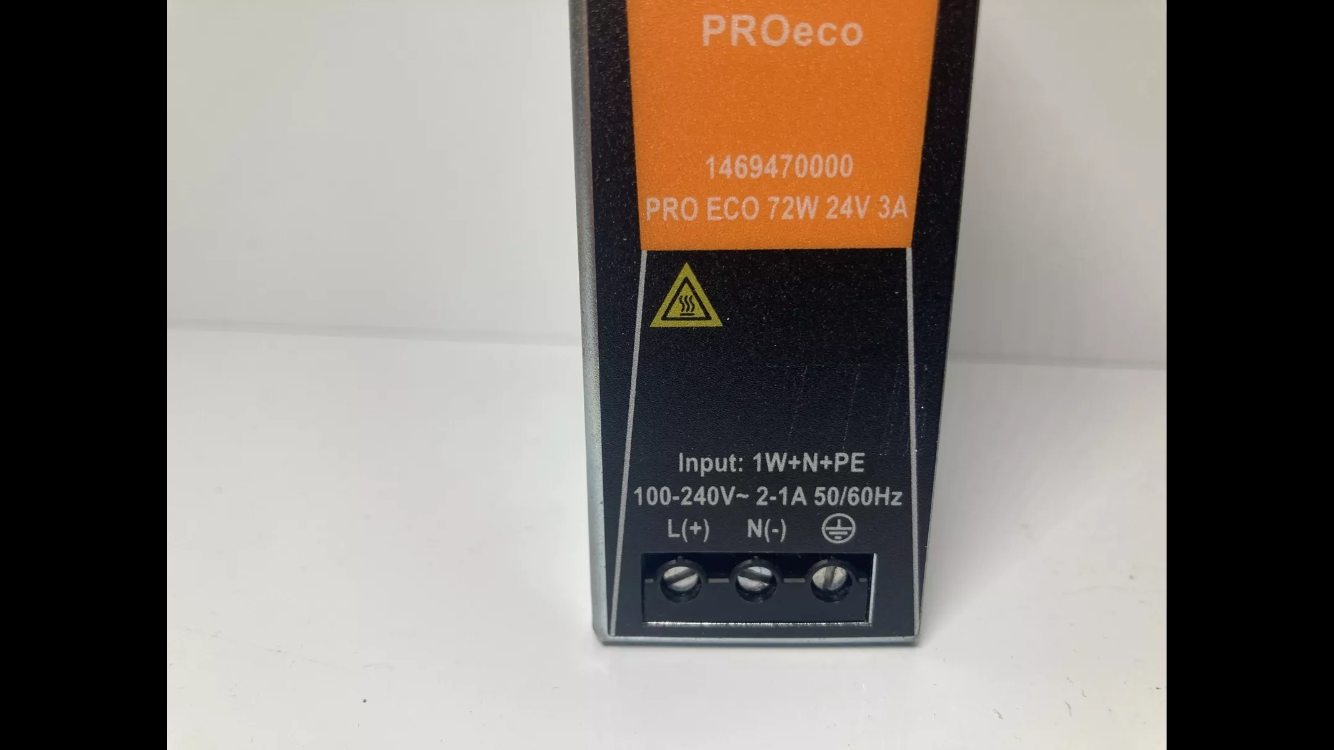 PROeco
1469470000
PRO ECO 72W 24V 3A
Input: 1W+N+PE
100-240V~ 2-1A 50/60Hz
L(+) N(-)